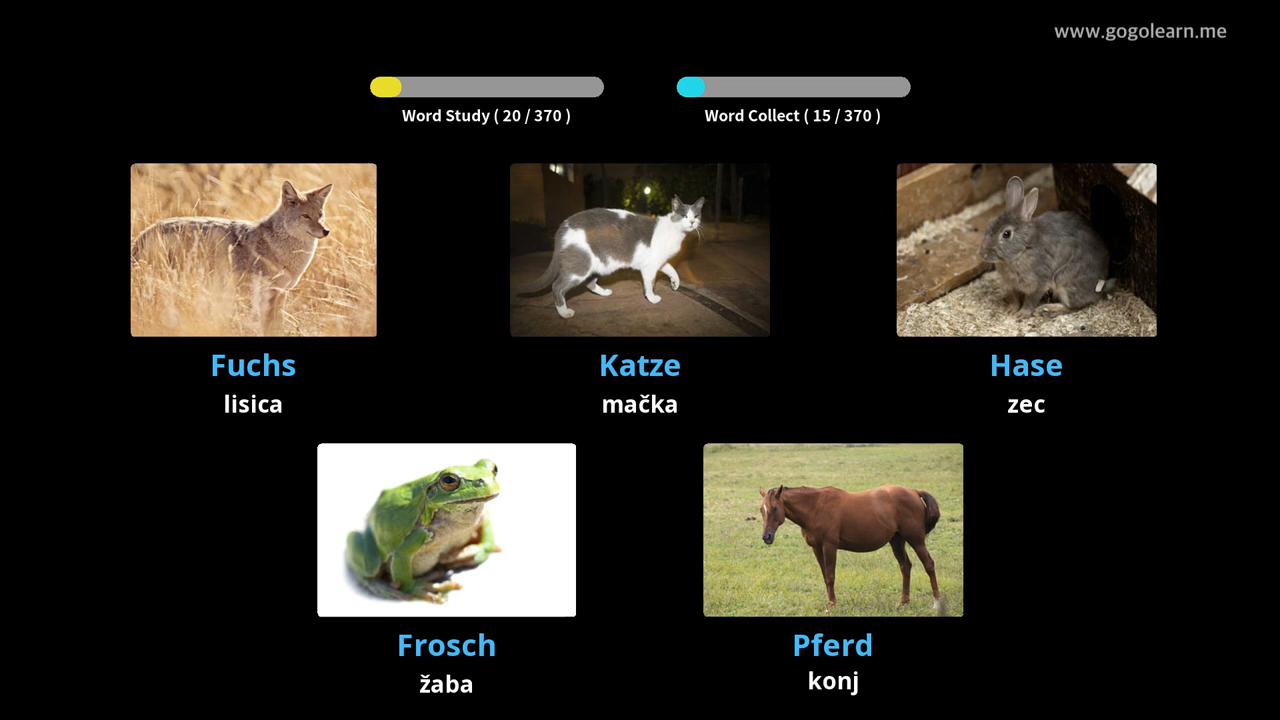 www.gogolearn.me
Word Study ( 20 / 370 )
Word Collect ( 15 / 370 )
Fuchs
lisica
Katze
mačka
Hase
zec
Frosch
žaba
Pferd
konj